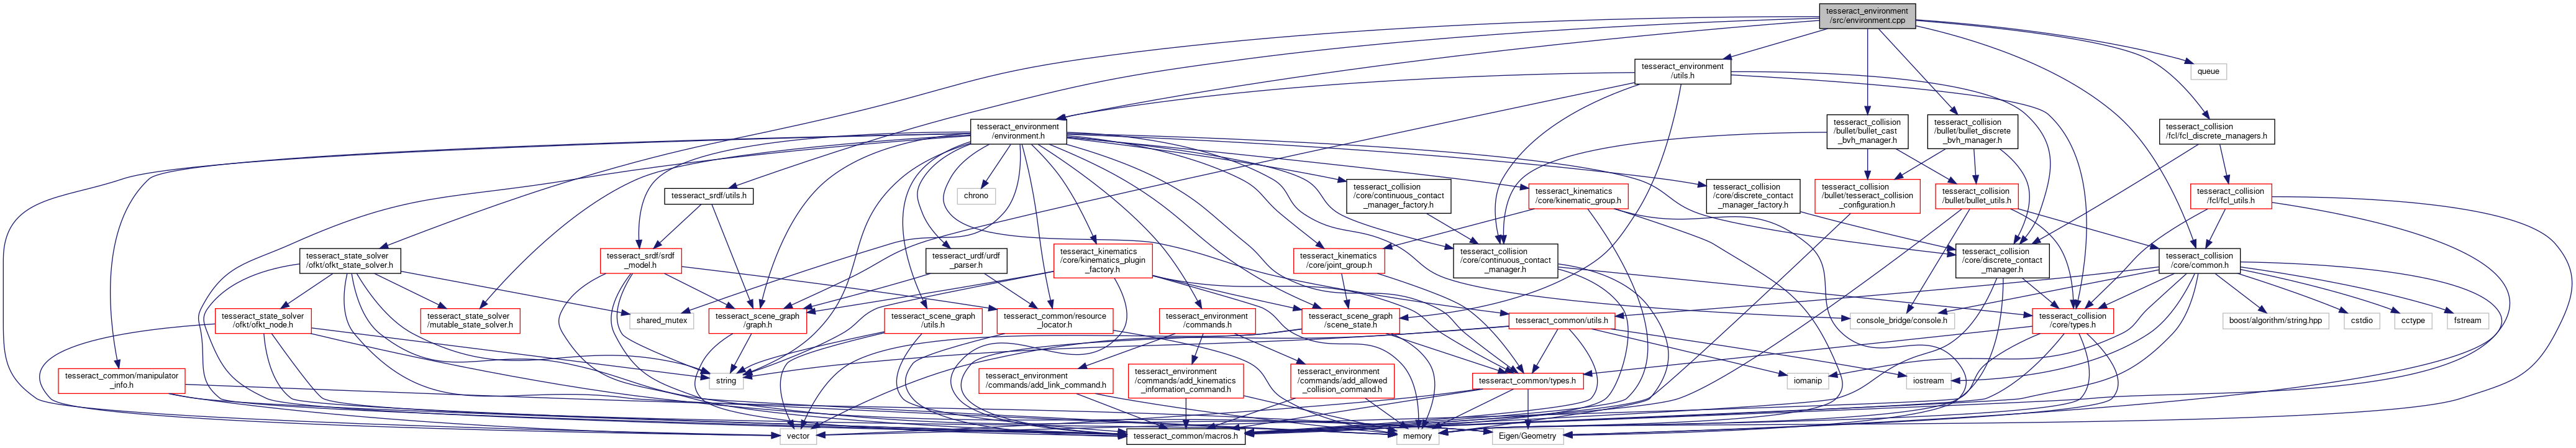 tesseract_environment
/src/environment.cpp
tesseract_environment
/utils.h
queue
tesseract_environment
/environment.h
tesseract_collision
/bullet/bullet_cast
_bvh_manager.h
tesseract_collision
/bullet/bullet_discrete
_bvh_manager.h
tesseract_collision
/fcl/fcl_discrete_managers.h
tesseract_srdf/utils.h
chrono
tesseract_collision
/core/continuous_contact
_manager_factory.h
tesseract_kinematics
/core/kinematic_group.h
tesseract_collision
/core/discrete_contact
_manager_factory.h
tesseract_collision
/bullet/tesseract_collision
_configuration.h
tesseract_collision
/bullet/bullet_utils.h
tesseract_collision
/fcl/fcl_utils.h
tesseract_state_solver
/ofkt/ofkt_state_solver.h
tesseract_srdf/srdf
_model.h
tesseract_urdf/urdf
_parser.h
tesseract_kinematics
/core/kinematics_plugin
_factory.h
tesseract_kinematics
/core/joint_group.h
tesseract_collision
/core/continuous_contact
_manager.h
tesseract_collision
/core/discrete_contact
_manager.h
tesseract_collision
/core/common.h
tesseract_state_solver
/ofkt/ofkt_node.h
tesseract_state_solver
/mutable_state_solver.h
shared_mutex
tesseract_scene_graph
/graph.h
tesseract_scene_graph
/utils.h
tesseract_common/resource
_locator.h
tesseract_environment
/commands.h
tesseract_scene_graph
/scene_state.h
tesseract_common/utils.h
console_bridge/console.h
tesseract_collision
/core/types.h
boost/algorithm/string.hpp
cstdio
cctype
fstream
tesseract_common/manipulator
_info.h
string
tesseract_environment
/commands/add_link_command.h
tesseract_environment
/commands/add_kinematics
_information_command.h
tesseract_environment
/commands/add_allowed
_collision_command.h
tesseract_common/types.h
iomanip
iostream
vector
tesseract_common/macros.h
memory
Eigen/Geometry